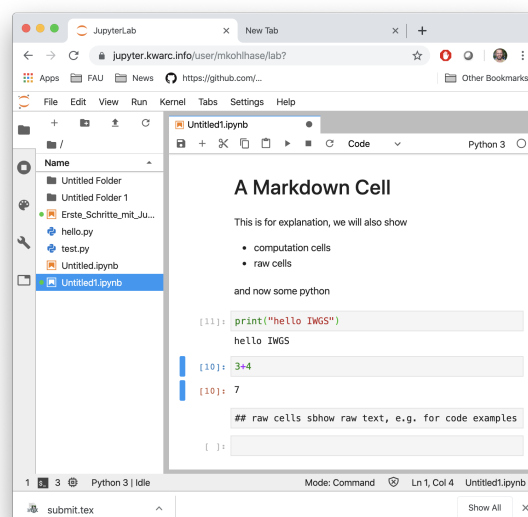 JupyterLab
New Tab
jupyter.kwarc.info/user/mkohlhase/lab?
Apps FAU News https://github.com/... Other Bookmarks
File Edit View Run Kernel Tabs Settings Help
Untitled1.ipynb
Code Python 3
/
Name
Untitled Folder
Untitled Folder 1
Erste_Schritte_mit_Ju...
hello.py
test.py
Untitled.ipynb
Untitled1.ipynb
A Markdown Cell
This is for explanation, we will also show
• computation cells
• raw cells
and now some python
[11]: print("hello IWGS")
hello IWGS
[10]: 3+4
[10]: 7
## raw cells sbhow raw text, e.g. for code examples
[ ]:
1 3 Python 3 | Idle Mode: Command Ln 1, Col 4 Untitled1.ipynb
submit.tex Show All